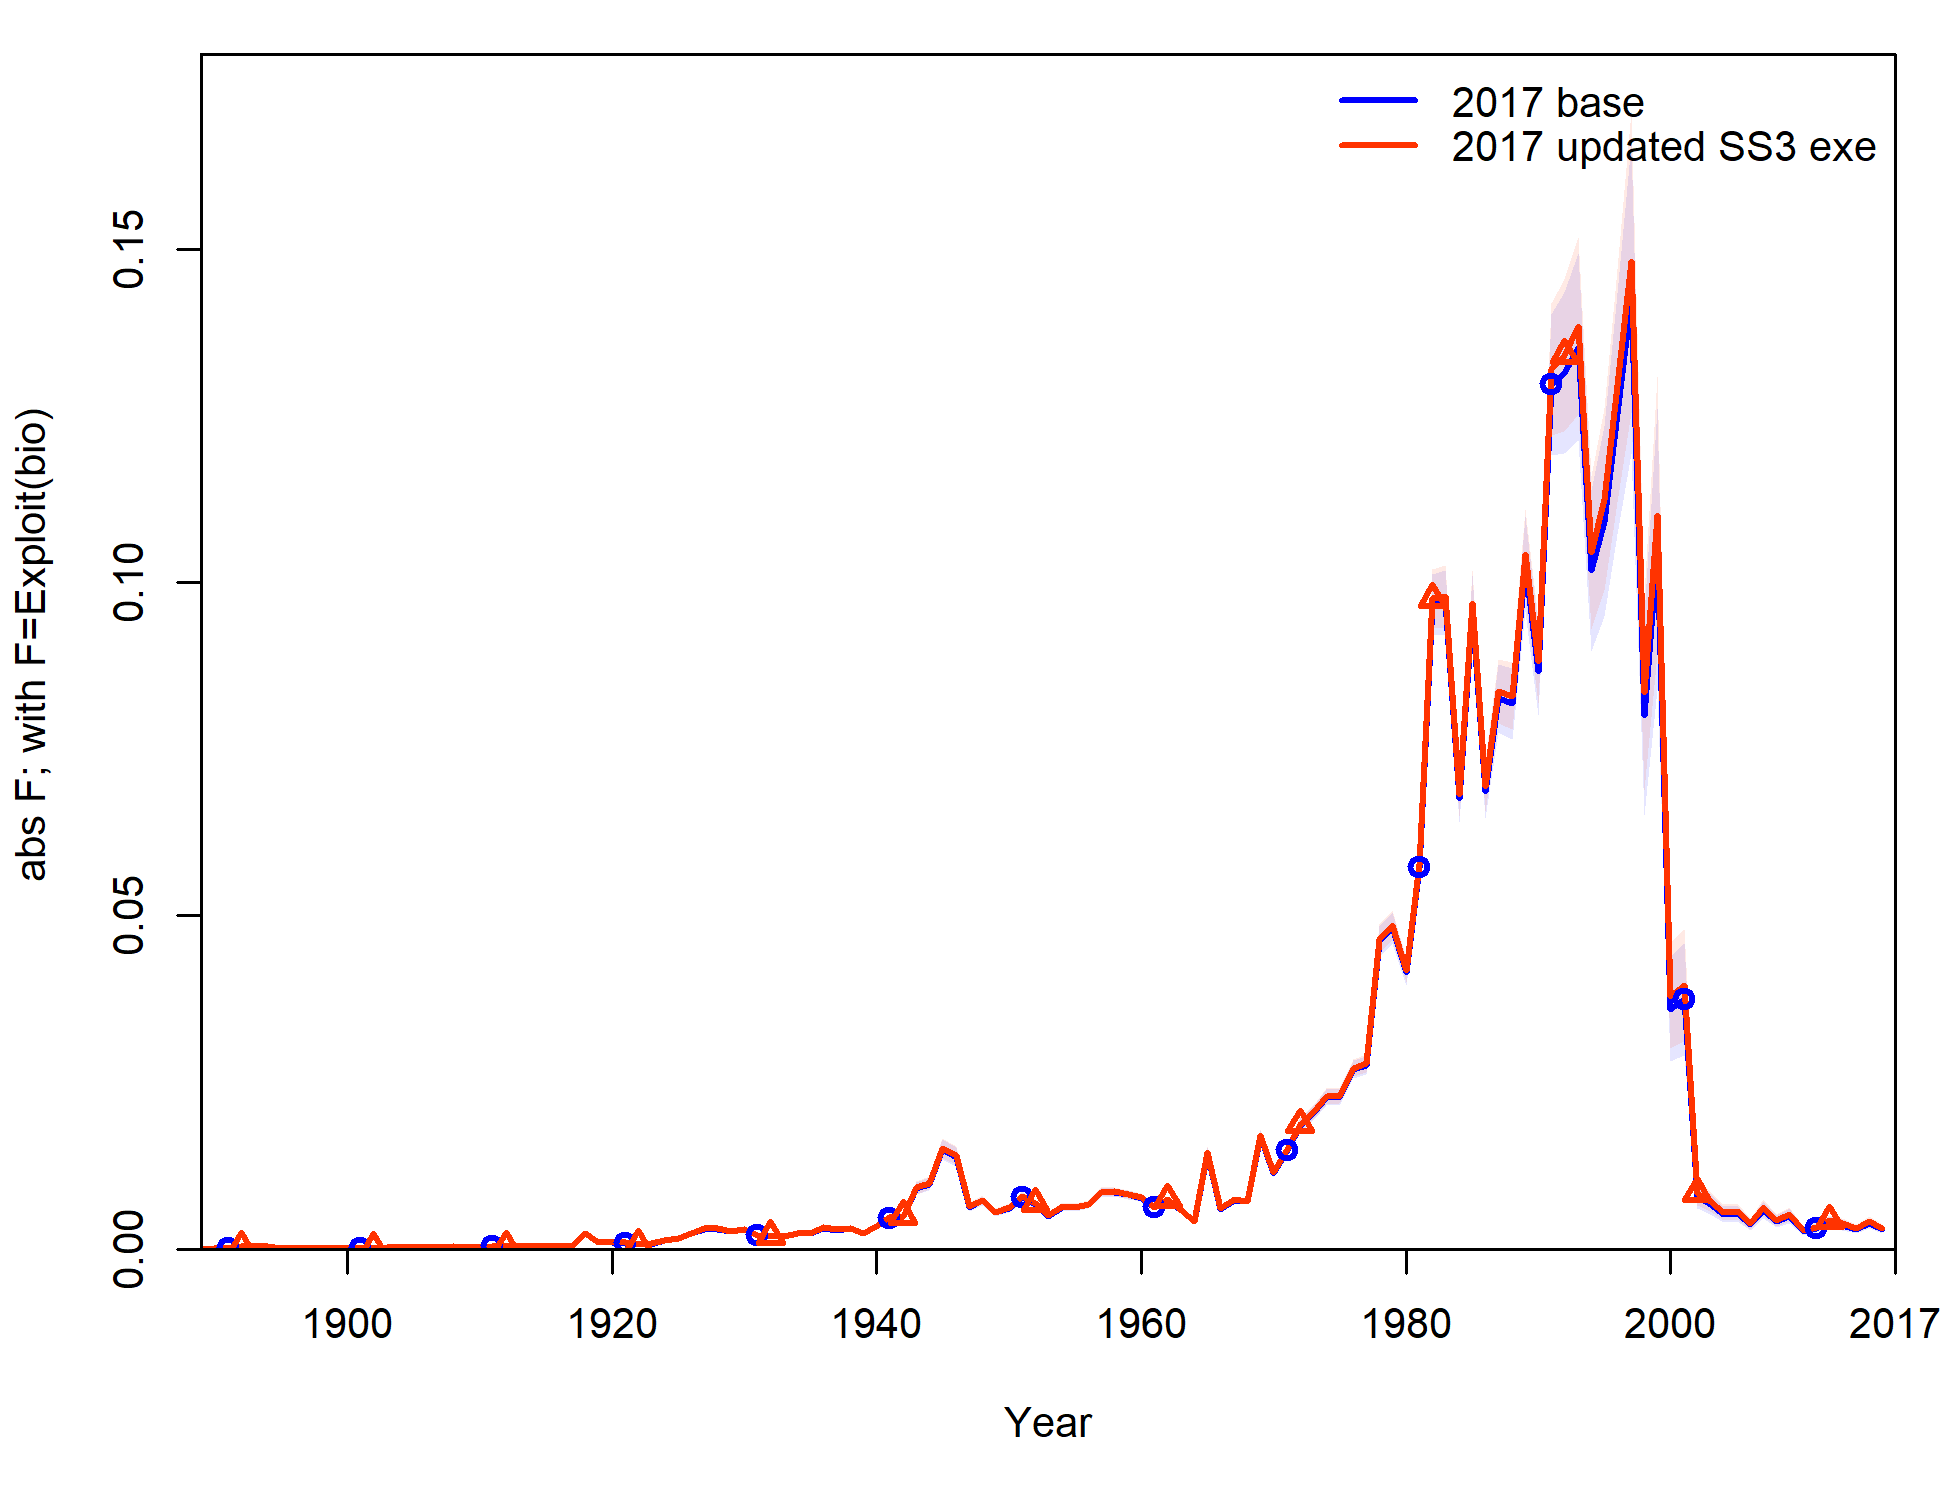 2017 base
2017 updated SS3 exe
abs F; with F=Exploit(bio)
0.15
0.10
0.05
0.00
1900 1920 1940 1960 1980 2000 2017
Year